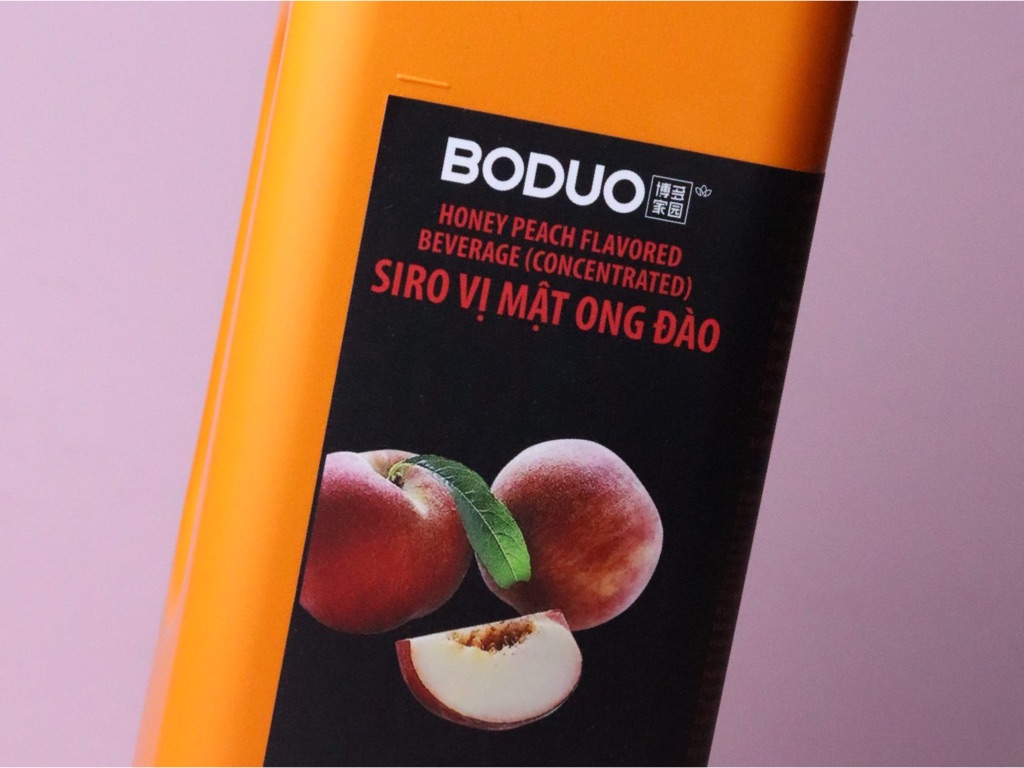 BODUO
博多
家园
HONEY PEACH FLAVORED
BEVERAGE (CONCENTRATED)
SIRO VỊ MẬT ONG ĐÀO